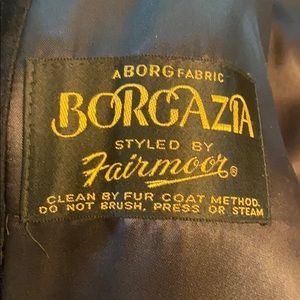 A BORG FABRIC
BORGAZIA
STYLED BY
Fairmoor®
CLEAN BY FUR COAT METHOD.
DO NOT BRUSH, PRESS OR STEAM